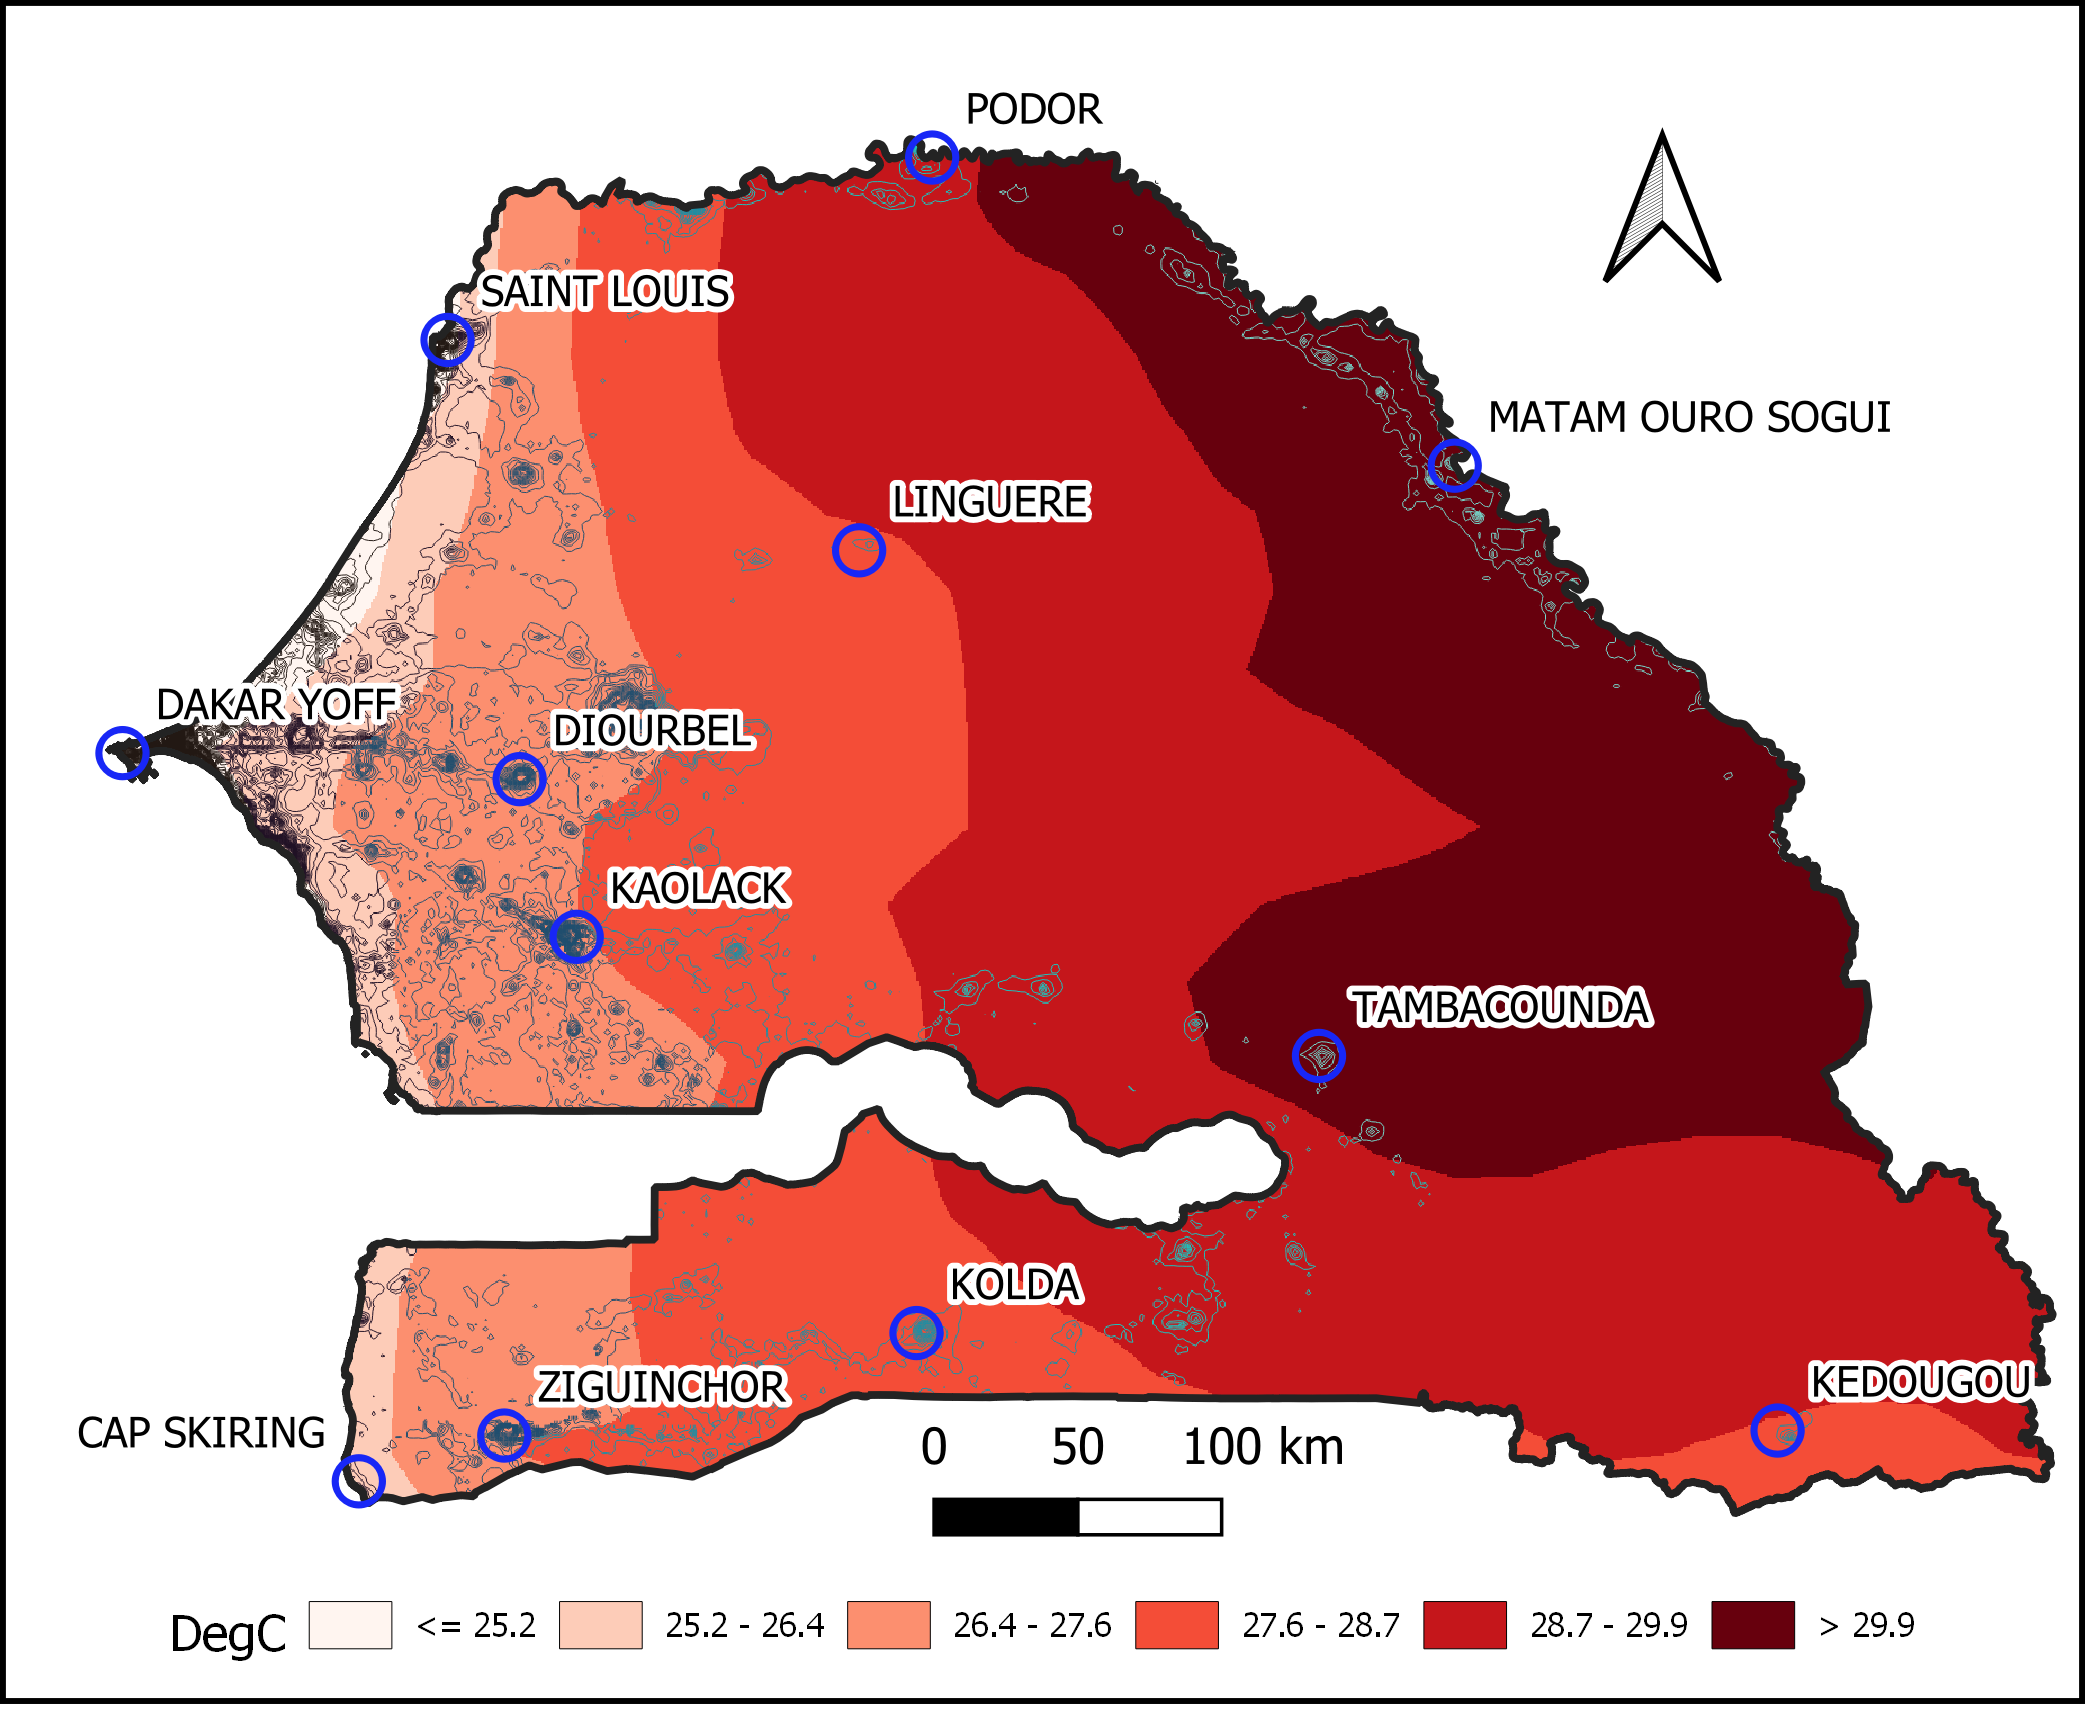 PODOR
SAINT LOUIS
MATAM OURO SOGUI
LINGUERE
DAKAR YOFF
DIOURBEL
KAOLACK
TAMBACOUNDA
KOLDA
ZIGUINCHOR
KEDOUGOU
CAP SKIRING
0 50 100 km
DegC <= 25.2 25.2 - 26.4 26.4 - 27.6 27.6 - 28.7 28.7 - 29.9 > 29.9